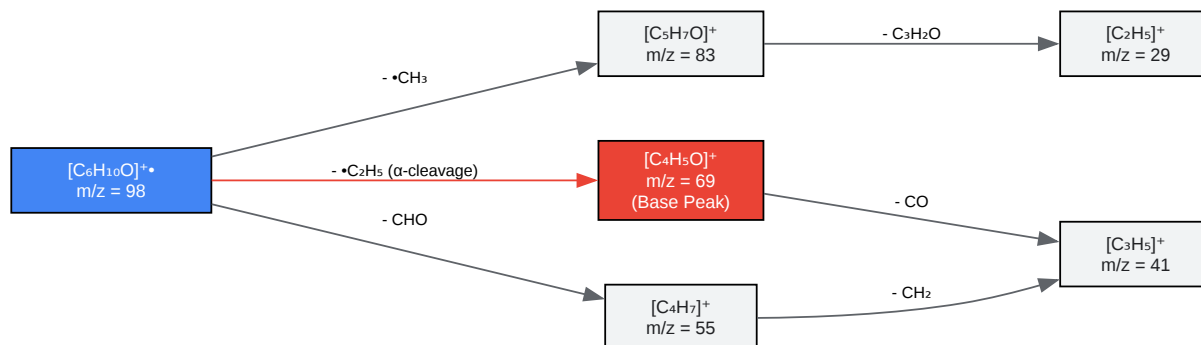 [C₅H₇O]⁺
m/z = 83
- C₃H₂O
[C₂H₅]⁺
m/z = 29
- •CH₃
[C₆H₁₀O]⁺•
m/z = 98
- •C₂H₅ (α-cleavage)
[C₄H₅O]⁺
m/z = 69
(Base Peak)
- CO
- CHO
[C₃H₅]⁺
m/z = 41
[C₄H₇]⁺
m/z = 55
- CH₂